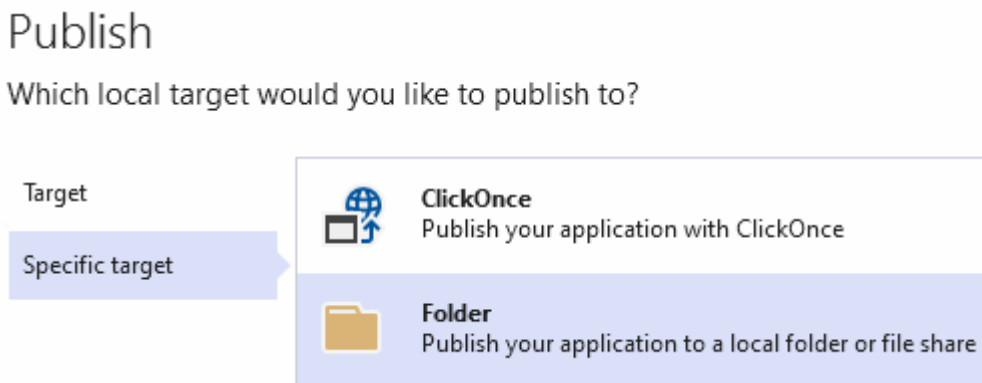 Publish
Which local target would you like to publish to?
Target
Specific target
ClickOnce
Publish your application with ClickOnce
Folder
Publish your application to a local folder or file share